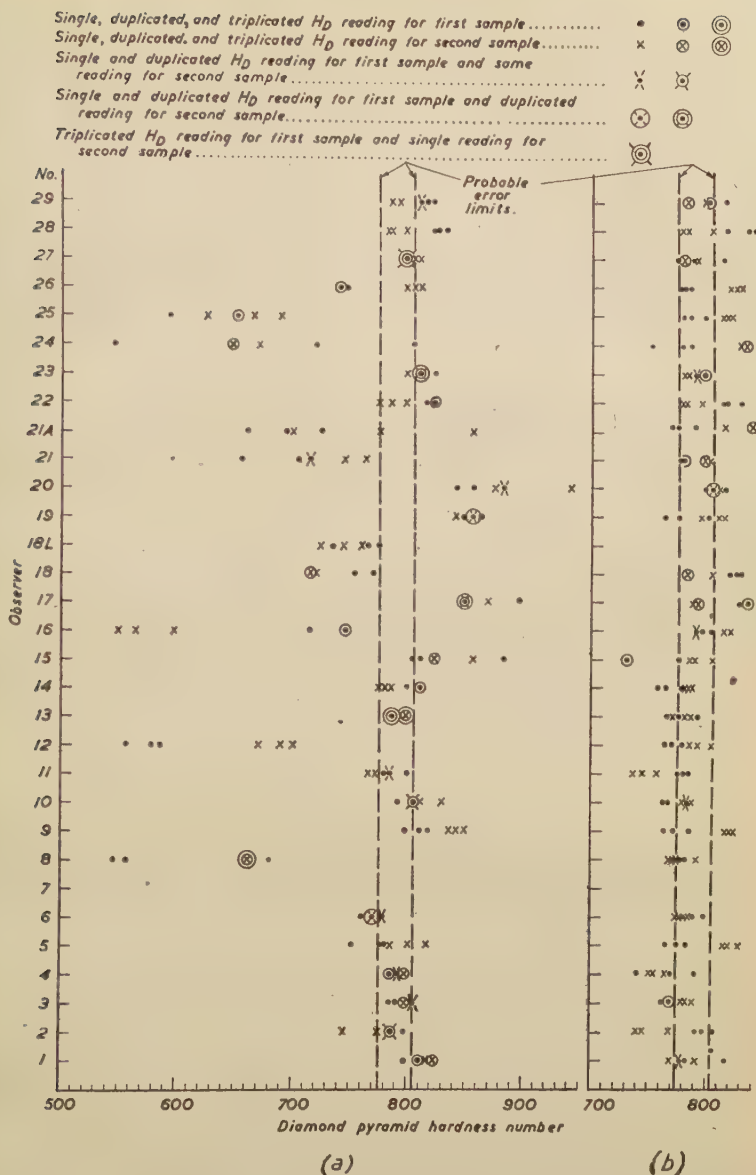 Single, duplicated, and triplicated H_D reading for first sample..............
Single, duplicated. and triplicated H_D reading for second sample...........
Single and duplicated H_D reading for first sample and same
reading for second sample................................................
Single and duplicated H_D reading for first sample and duplicated
reading for second sample................................................
Triplicated H_D reading for first sample and single reading for
second sample............................................................
No.
Probable
error
limits.
29
28
27
26
25
24
23
22
21A
21
20
19
18L
18
17
16
15
14
13
12
11
10
9
8
7
6
5
4
3
2
1
Observer
500 600 700 800 900 700 800
Diamond pyramid hardness number
(a) (b)